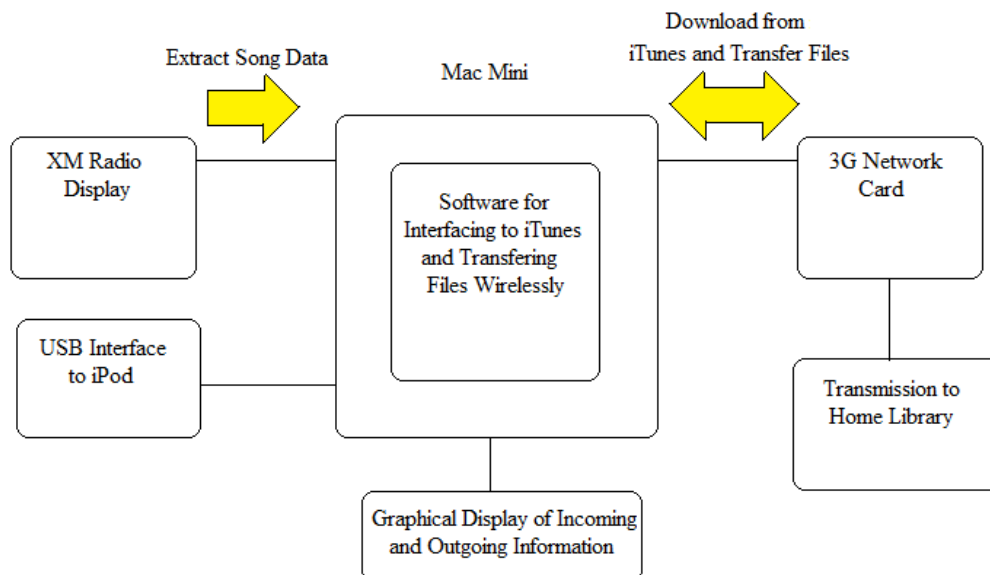 Extract Song Data
Mac Mini
Download from
iTunes and Transfer Files
XM Radio
Display
Software for
Interfacing to iTunes
and Transfering
Files Wirelessly
3G Network
Card
USB Interface
to iPod
Transmission to
Home Library
Graphical Display of Incoming
and Outgoing Information